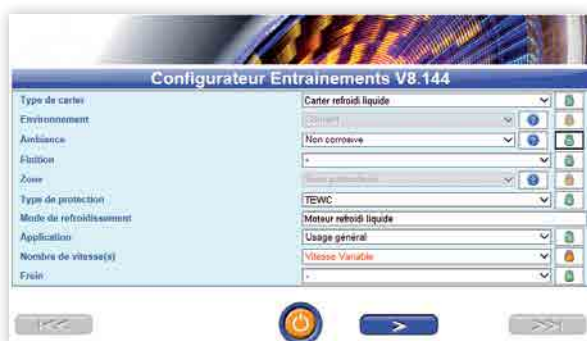 Configurateur Entrainements V8.144
Type de carter Carter refroidi liquide
Environnement
Ambiance Non corrosive
Finition -
Zone
Type de protection TEWC
Mode de refroidissement Moteur refroidi liquide
Application Usage général
Nombre de vitesse(s) Vitesse Variable
Frein -
|<<
>
>>|